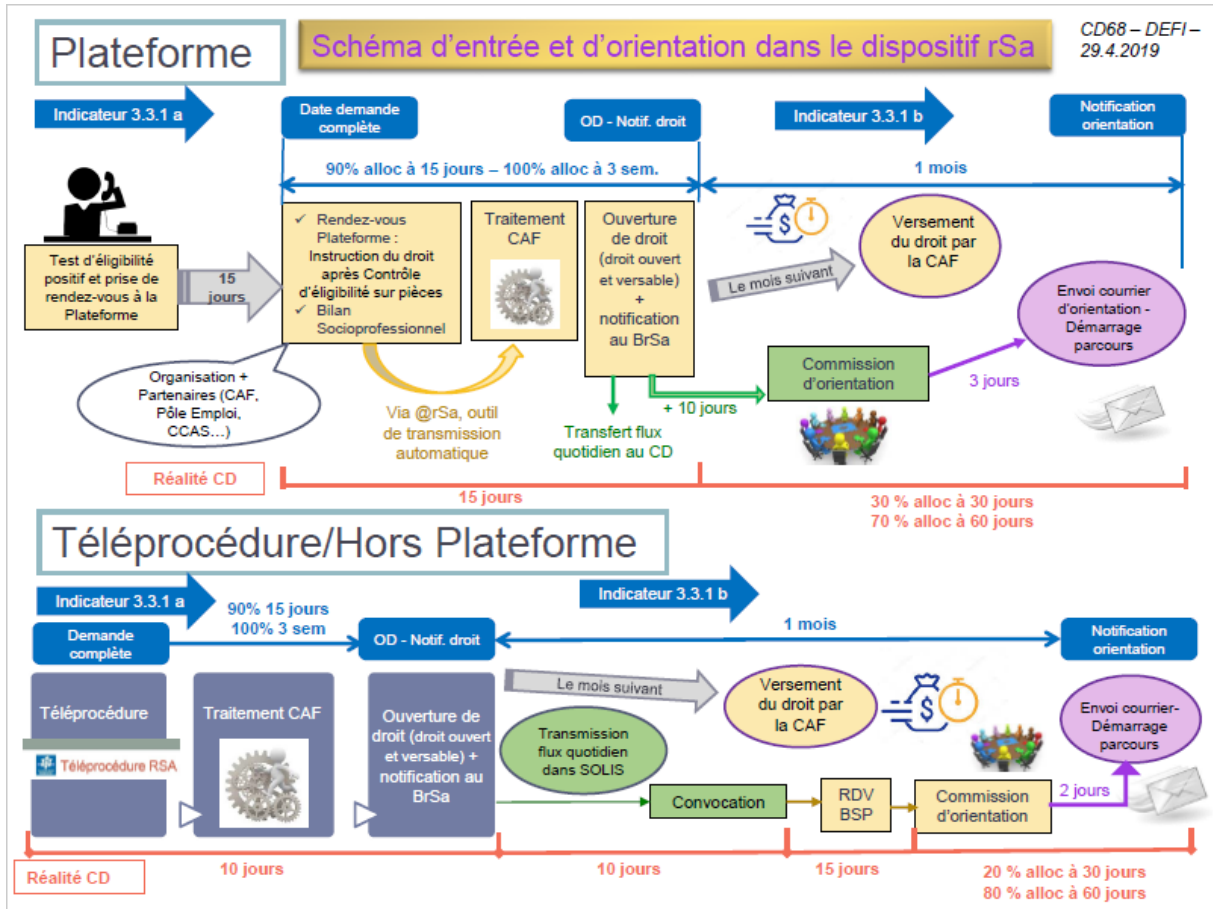 Plateforme
Schéma d'entrée et d'orientation dans le dispositif rSa
CD68 – DEFI –
29.4.2019
Indicateur 3.3.1 a
Date demande
complète
OD - Notif. droit
Indicateur 3.3.1 b
Notification
orientation
90% alloc à 15 jours – 100% alloc à 3 sem.
1 mois
Test d'éligibilité
positif et prise de
rendez-vous à la
Plateforme
15
jours
✓ Rendez-vous
Plateforme :
Instruction du droit
après Contrôle
d'éligibilité sur pièces
✓ Bilan
Socioprofessionnel
Traitement
CAF
Ouverture
de droit
(droit ouvert
et versable)
+
notification
au BrSa
Le mois suivant
Versement
du droit par
la CAF
Envoi courrier
d'orientation -
Démarrage
parcours
Organisation +
Partenaires (CAF,
Pôle Emploi,
CCAS…)
Via @rSa, outil
de transmission
automatique
Transfert flux
quotidien au CD
+ 10 jours
Commission
d'orientation
3 jours
Réalité CD
15 jours
30 % alloc à 30 jours
70 % alloc à 60 jours
Téléprocédure/Hors Plateforme
Indicateur 3.3.1 a
90% 15 jours
100% 3 sem
Indicateur 3.3.1 b
Demande
complète
OD - Notif. droit
1 mois
Notification
orientation
Téléprocédure
Téléprocédure RSA
Traitement CAF
Ouverture de
droit (droit ouvert
et versable) +
notification au
BrSa
Le mois suivant
Transmission
flux quotidien
dans SOLIS
Versement
du droit par
la CAF
Envoi courrier-
Démarrage
parcours
Convocation
RDV
BSP
Commission
d'orientation
2 jours
Réalité CD
10 jours
10 jours
15 jours
20 % alloc à 30 jours
80 % alloc à 60 jours